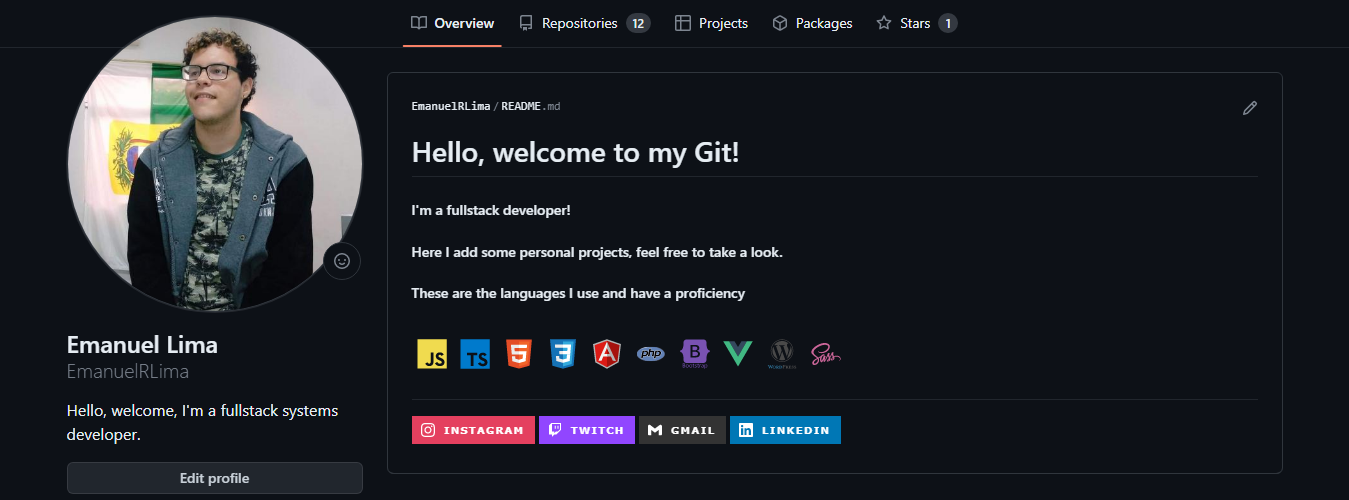 Overview
Repositories 12
Projects
Packages
Stars 1
EmanuelRLima / README.md
Hello, welcome to my Git!
I'm a fullstack developer!
Here I add some personal projects, feel free to take a look.
These are the languages I use and have a proficiency
JS TS 5 3 A php B Bootstrap WordPress Sass
INSTAGRAM TWITCH GMAIL LINKEDIN
Emanuel Lima
EmanuelRLima
Hello, welcome, I'm a fullstack systems
developer.
Edit profile